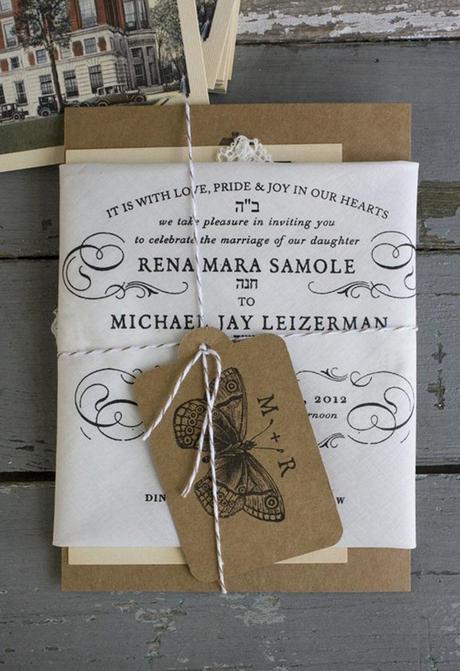 IT IS WITH LOVE, PRIDE & JOY IN OUR HEARTS
ב"ה
we take pleasure in inviting you
to celebrate the marriage of our daughter
RENA MARA SAMOLE
חנה
TO
MICHAEL JAY LEIZERMAN
, 2012
M + R